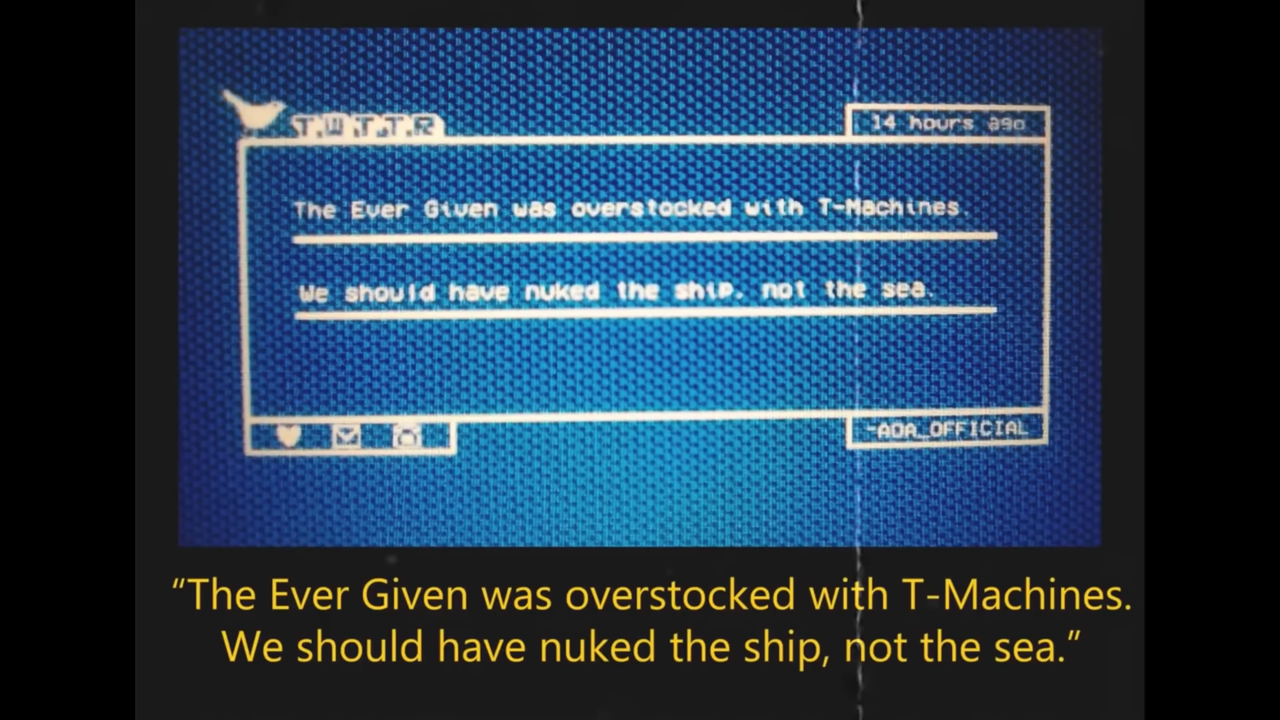 T.W.T.T.R
14 hours ago
The Ever Given was overstocked with T-Machines.
We should have nuked the ship, not the sea.
~AOA_OFFICIAL
“The Ever Given was overstocked with T-Machines.
We should have nuked the ship, not the sea.”